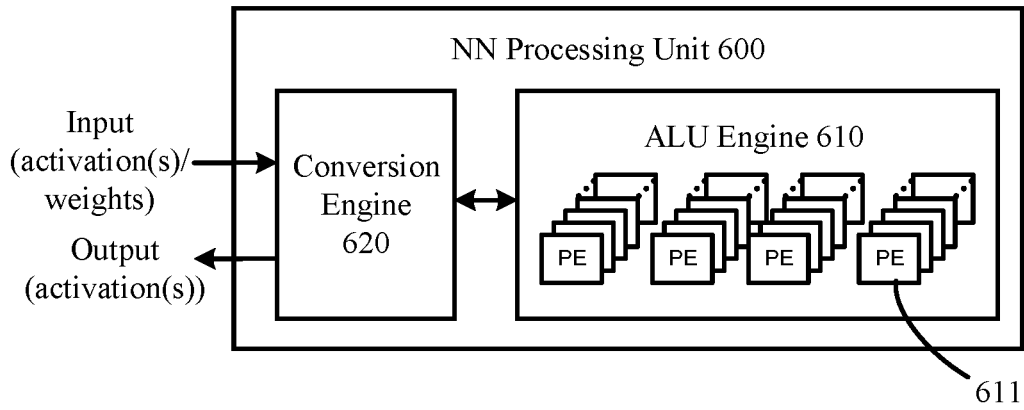 NN Processing Unit 600
Input
(activation(s)/
weights)
Output
(activation(s))
Conversion
Engine
620
ALU Engine 610
PE
PE
PE
PE
611